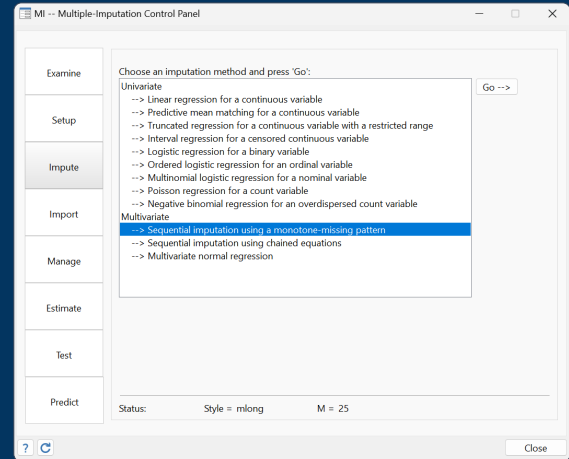 MI -- Multiple-Imputation Control Panel
Examine
Setup
Impute
Import
Manage
Estimate
Test
Predict
Choose an imputation method and press 'Go':
Univariate
--> Linear regression for a continuous variable
--> Predictive mean matching for a continuous variable
--> Truncated regression for a continuous variable with a restricted range
--> Interval regression for a censored continuous variable
--> Logistic regression for a binary variable
--> Ordered logistic regression for an ordinal variable
--> Multinomial logistic regression for a nominal variable
--> Poisson regression for a count variable
--> Negative binomial regression for an overdispersed count variable
Multivariate
--> Sequential imputation using a monotone-missing pattern
--> Sequential imputation using chained equations
--> Multivariate normal regression
Go -->
Status: Style = mlong M = 25
? Close